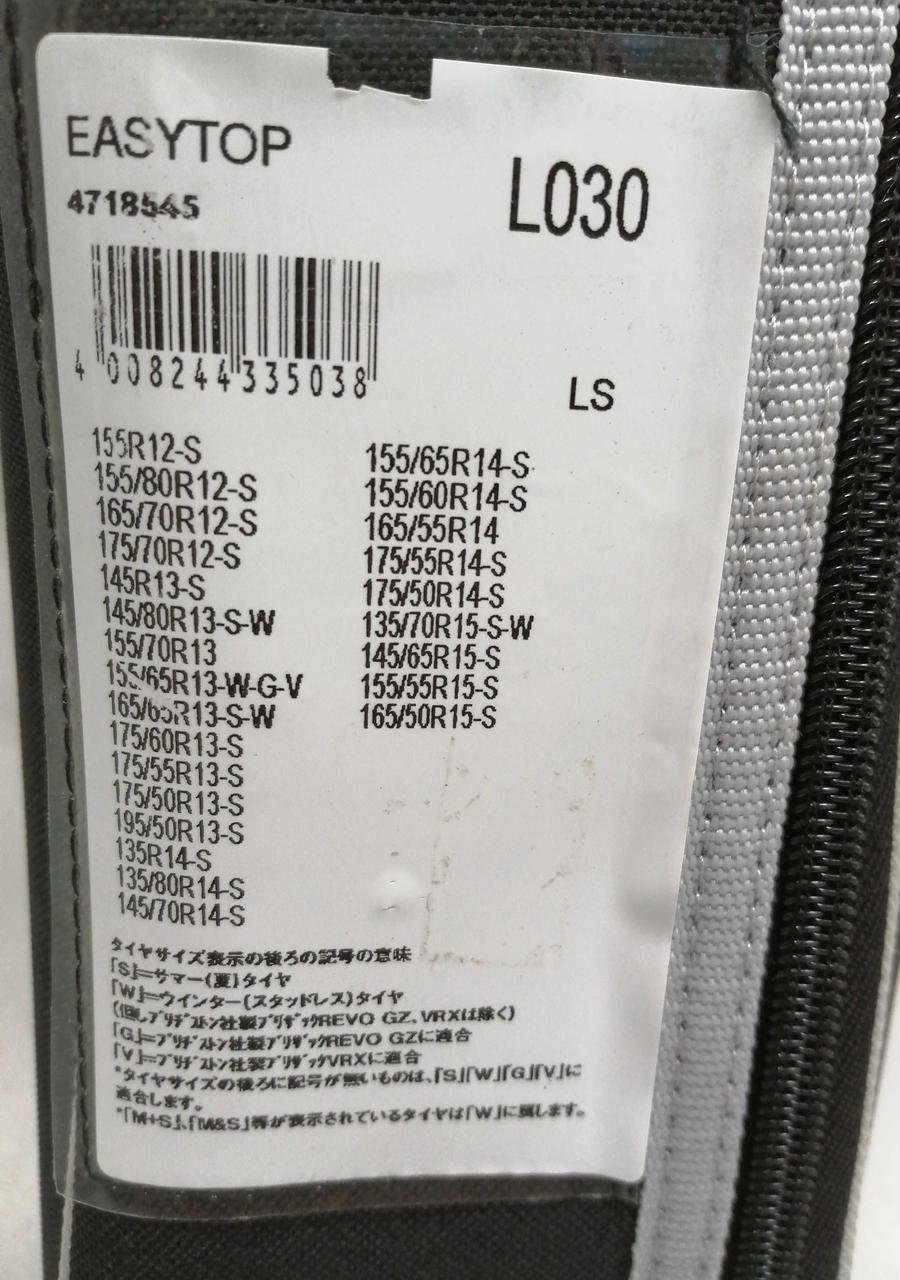 EASYTOP
4718545
L030
4 008244 335038
LS
155R12-S
155/80R12-S
165/70R12-S
175/70R12-S
145R13-S
145/80R13-S-W
155/70R13
155/65R13-W-G-V
165/65R13-S-W
175/60R13-S
175/55R13-S
175/50R13-S
195/50R13-S
135R14-S
135/80R14-S
145/70R14-S
155/65R14-S
155/60R14-S
165/55R14
175/55R14-S
175/50R14-S
135/70R15-S-W
145/65R15-S
155/55R15-S
165/50R15-S
タイヤサイズ表示の後ろの記号の意味
「S」=サマー(夏)タイヤ
「W」=ウインター(スタッドレス)タイヤ
(但しブリヂストン社製ブリザックREVO GZ、VRXは除く)
「G」=ブリヂストン社製ブリザックREVO GZに適合
「V」=ブリヂストン社製ブリザックVRXに適合
*タイヤサイズの後ろに記号が無いものは、「S」「W」「G」「V」に
適合します。
*「M+S」、「M&S」等が表示されているタイヤは「W」に属します。